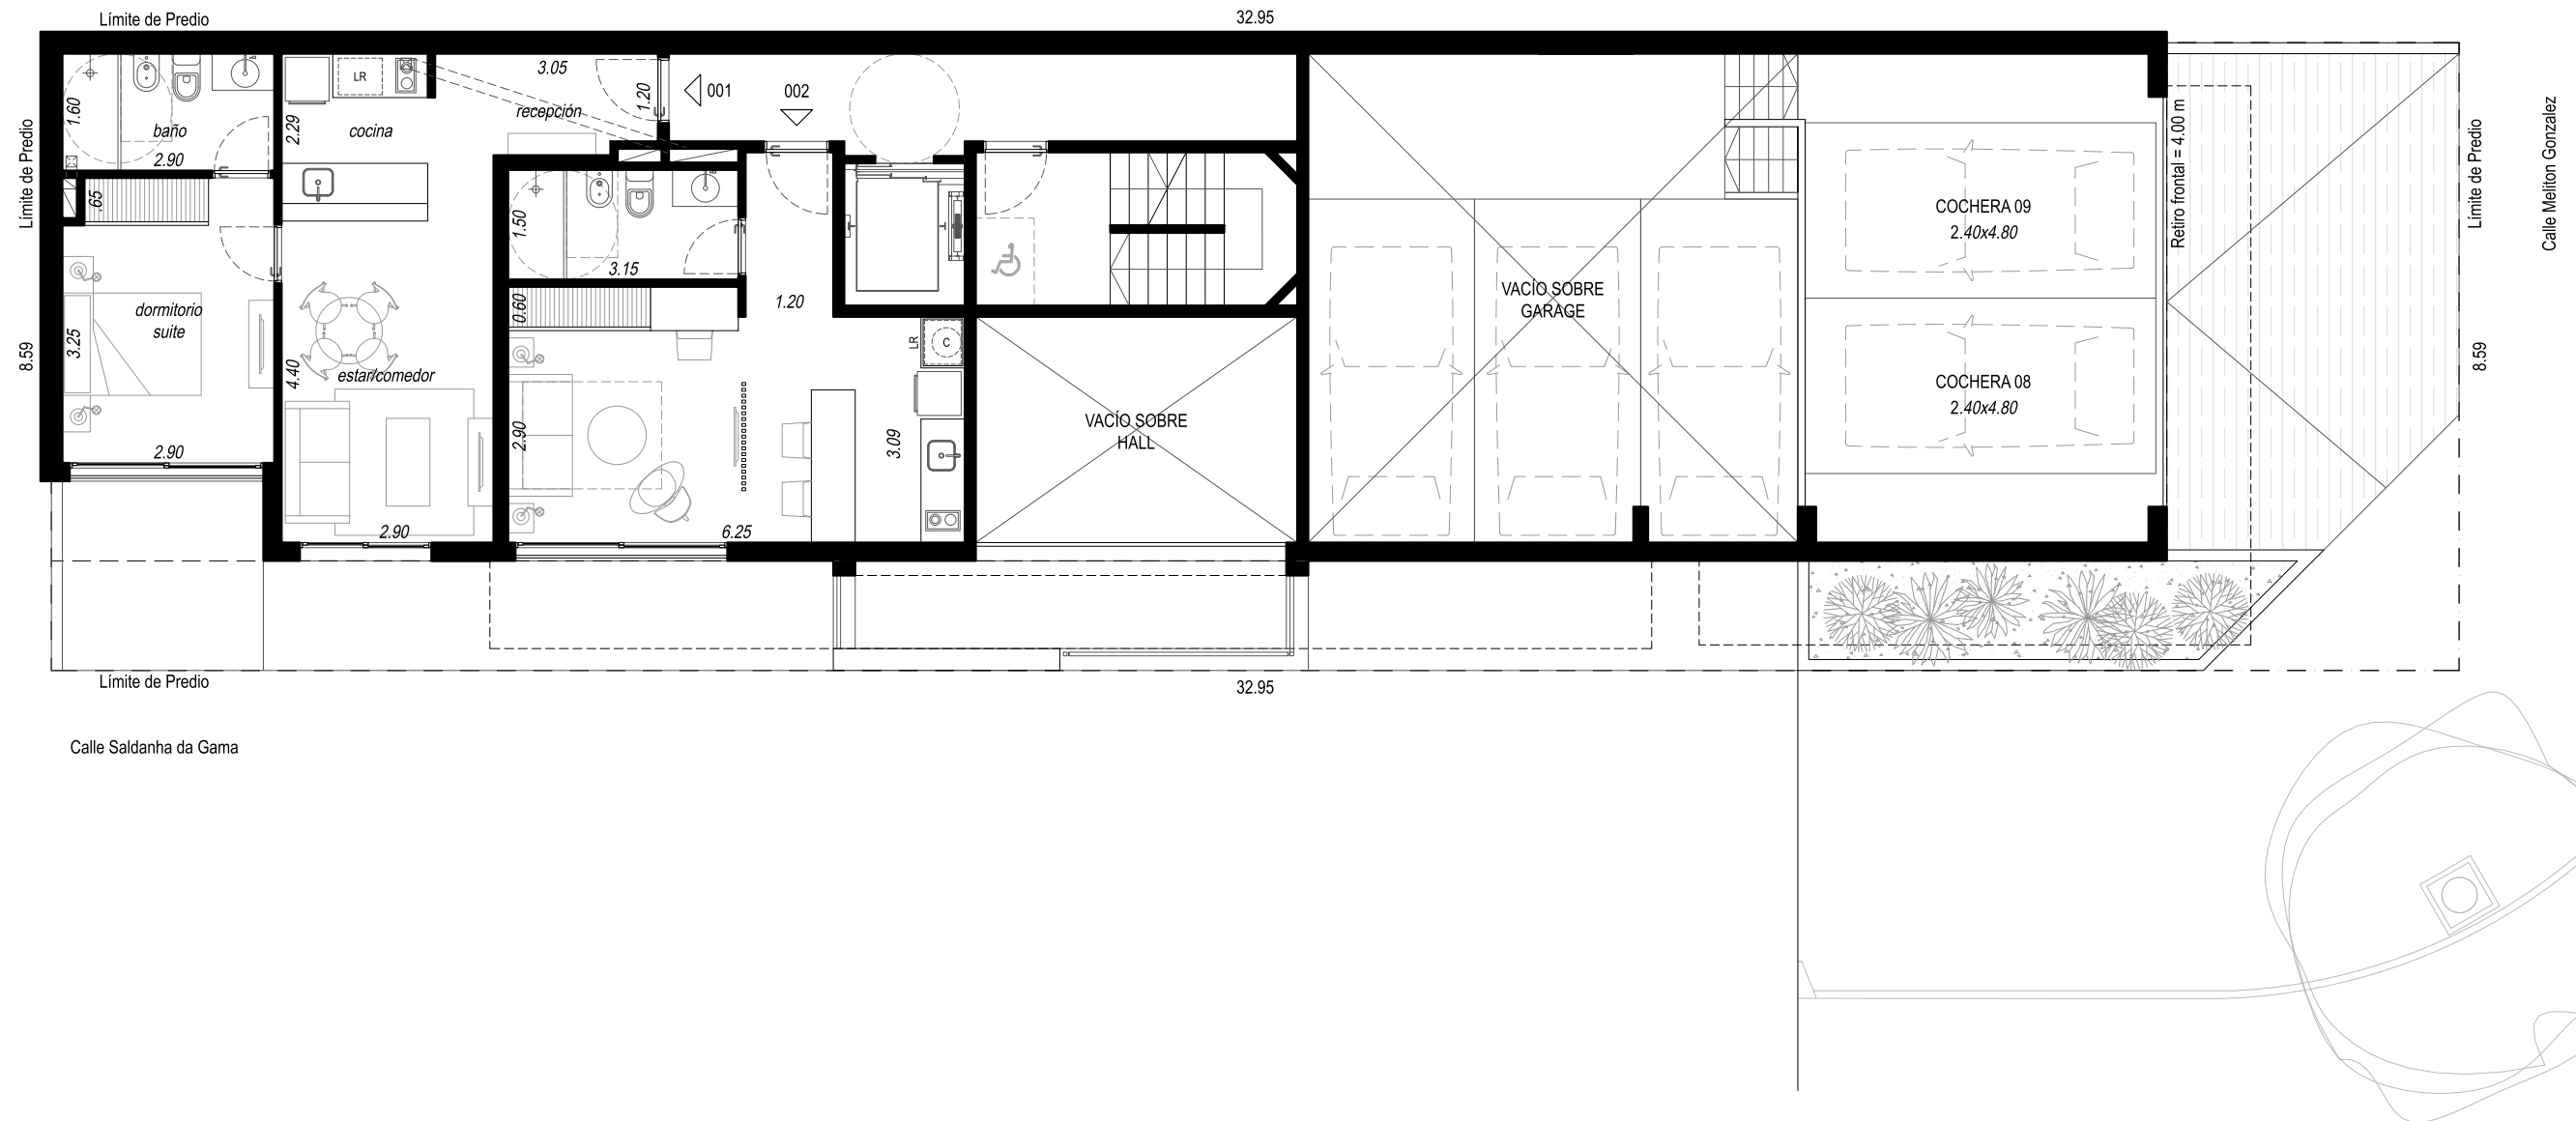 Límite de Predio
32.95
Límite de Predio
8.59
1.60
baño
2.90
.65
dormitorio
suite
3.25
2.90
LR
2.29
cocina
3.05
recepción
1.20
001
002
4.40
estar/comedor
2.90
1.50
3.15
0.60
1.20
2.90
6.25
LR
C
3.09
VACÍO SOBRE
HALL
VACÍO SOBRE
GARAGE
COCHERA 09
2.40x4.80
COCHERA 08
2.40x4.80
Retiro frontal = 4.00 m
Límite de Predio
8.59
Calle Meliton Gonzalez
Límite de Predio
32.95
Calle Saldanha da Gama